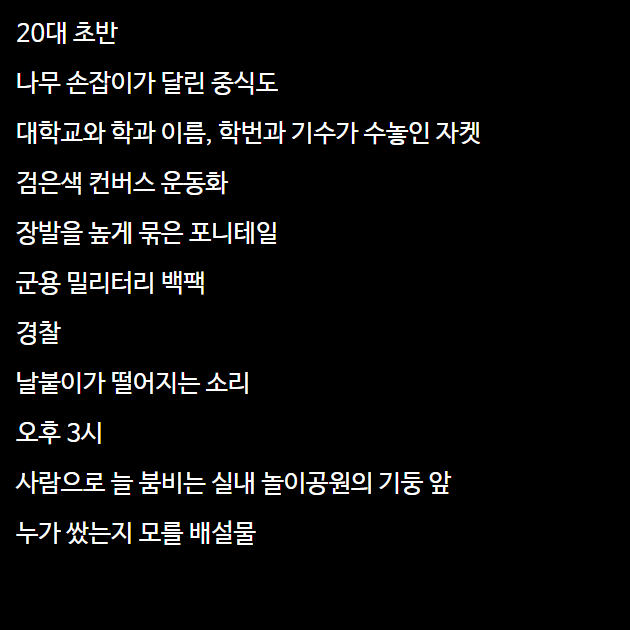 20대 초반
나무 손잡이가 달린 중식도
대학교와 학과 이름, 학번과 기수가 수놓인 자켓
검은색 컨버스 운동화
장발을 높게 묶은 포니테일
군용 밀리터리 백팩
경찰
날붙이가 떨어지는 소리
오후 3시
사람으로 늘 붐비는 실내 놀이공원의 기둥 앞
누가 쌌는지 모를 배설물